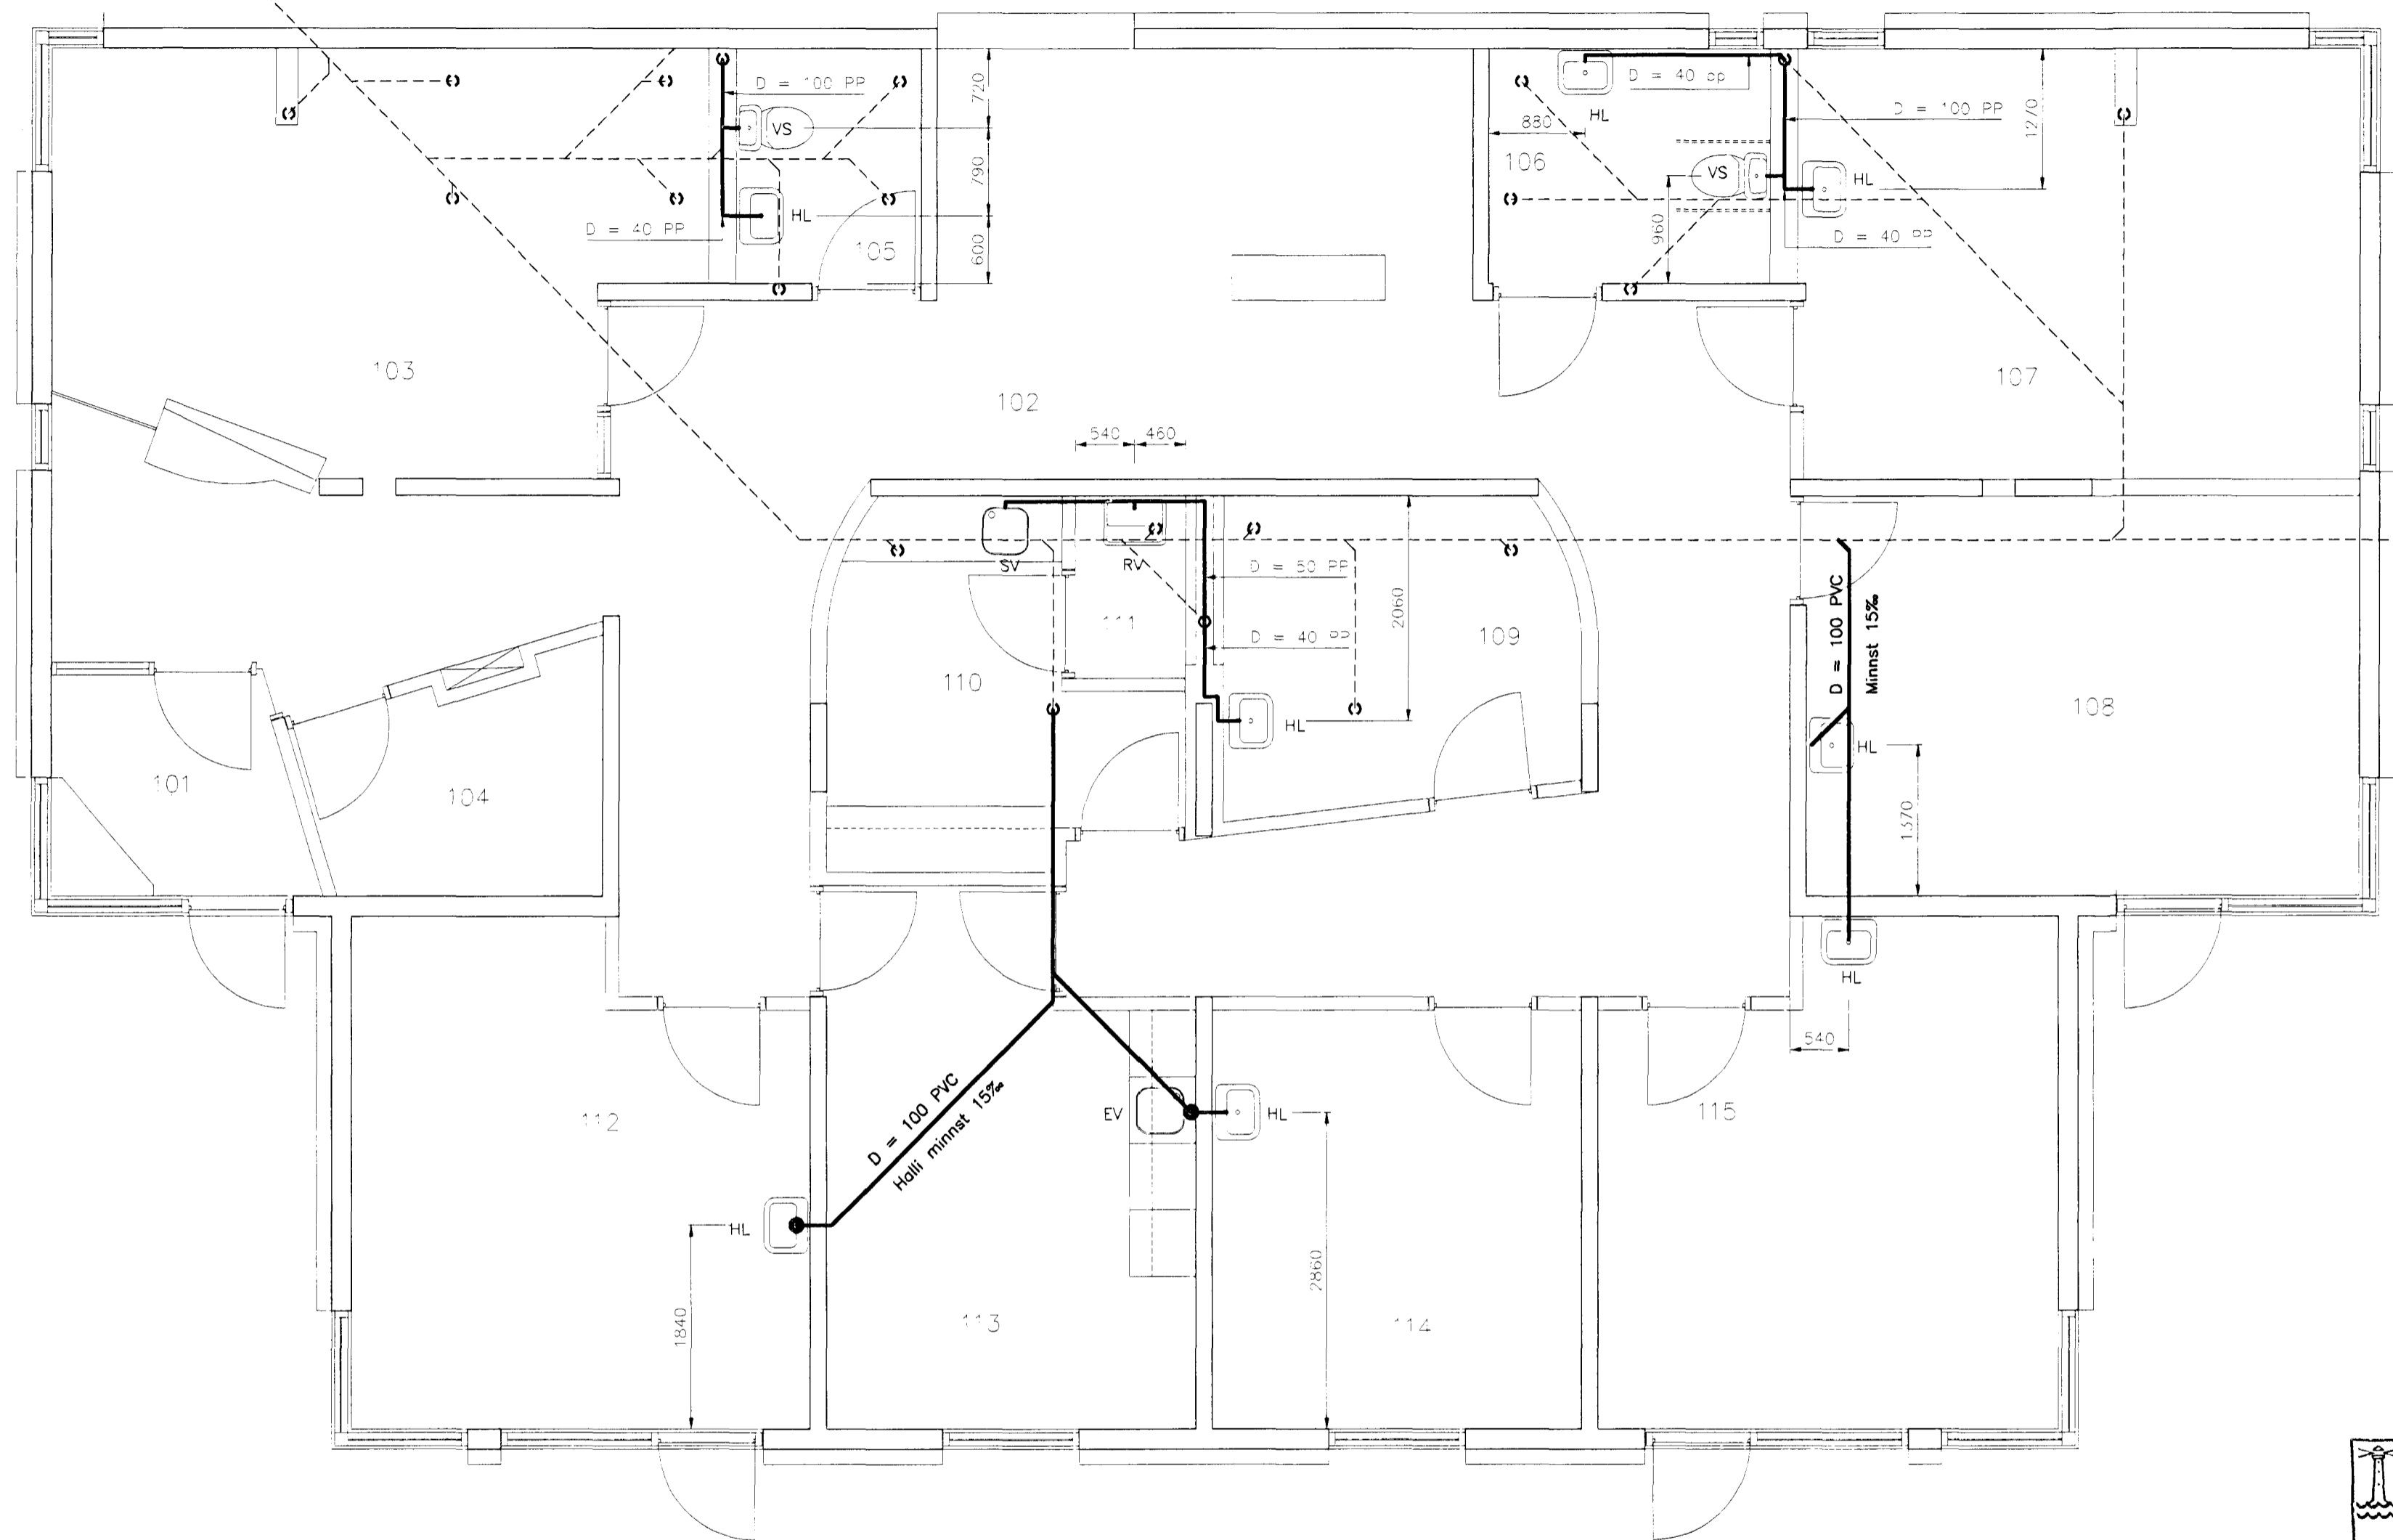 D = 100 PP
720
VS
790
HL
D = 40 PP
600
105
D = 40 pp
HL
880
106
VS
960
D = 100 PP
1270
HL
D = 40 PP
103
102
107
540
460
SV
RV
D = 50 PP
2060
111
D = 40 PP
109
110
HL
D = 100 PVC
Minnst 15‰
108
HL
1370
101
104
HL
540
112
D = 100 PVC
Halli minnst 15‰
EV
HL
115
HL
1840
2860
113
114